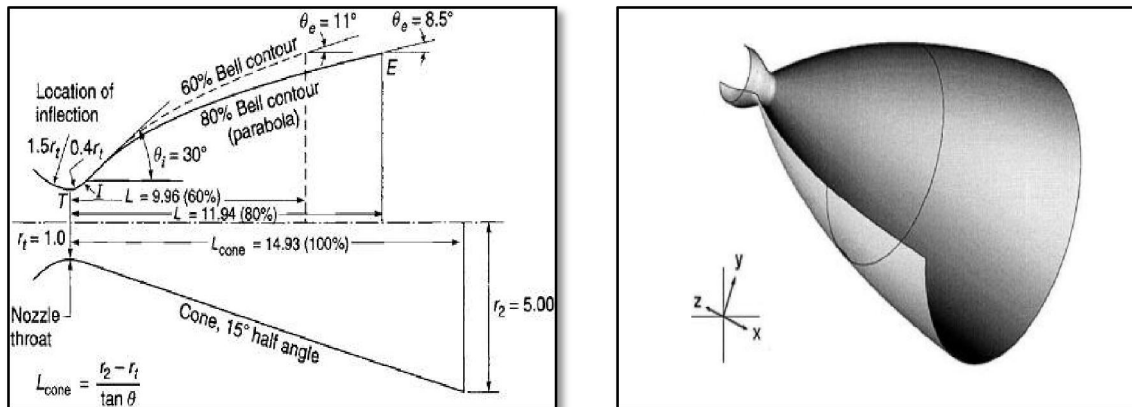 θe = 11°
θe = 8.5°
60% Bell contour
E
Location of
inflection
80% Bell contour
(parabola)
1.5rt
0.4rt
θi = 30°
T
I
L = 9.96 (60%)
L = 11.94 (80%)
rt = 1.0
Lcone = 14.93 (100%)
r2 = 5.00
Nozzle
throat
Cone, 15° half angle
Lcone = r2 − rt
tan θ
y
z
x